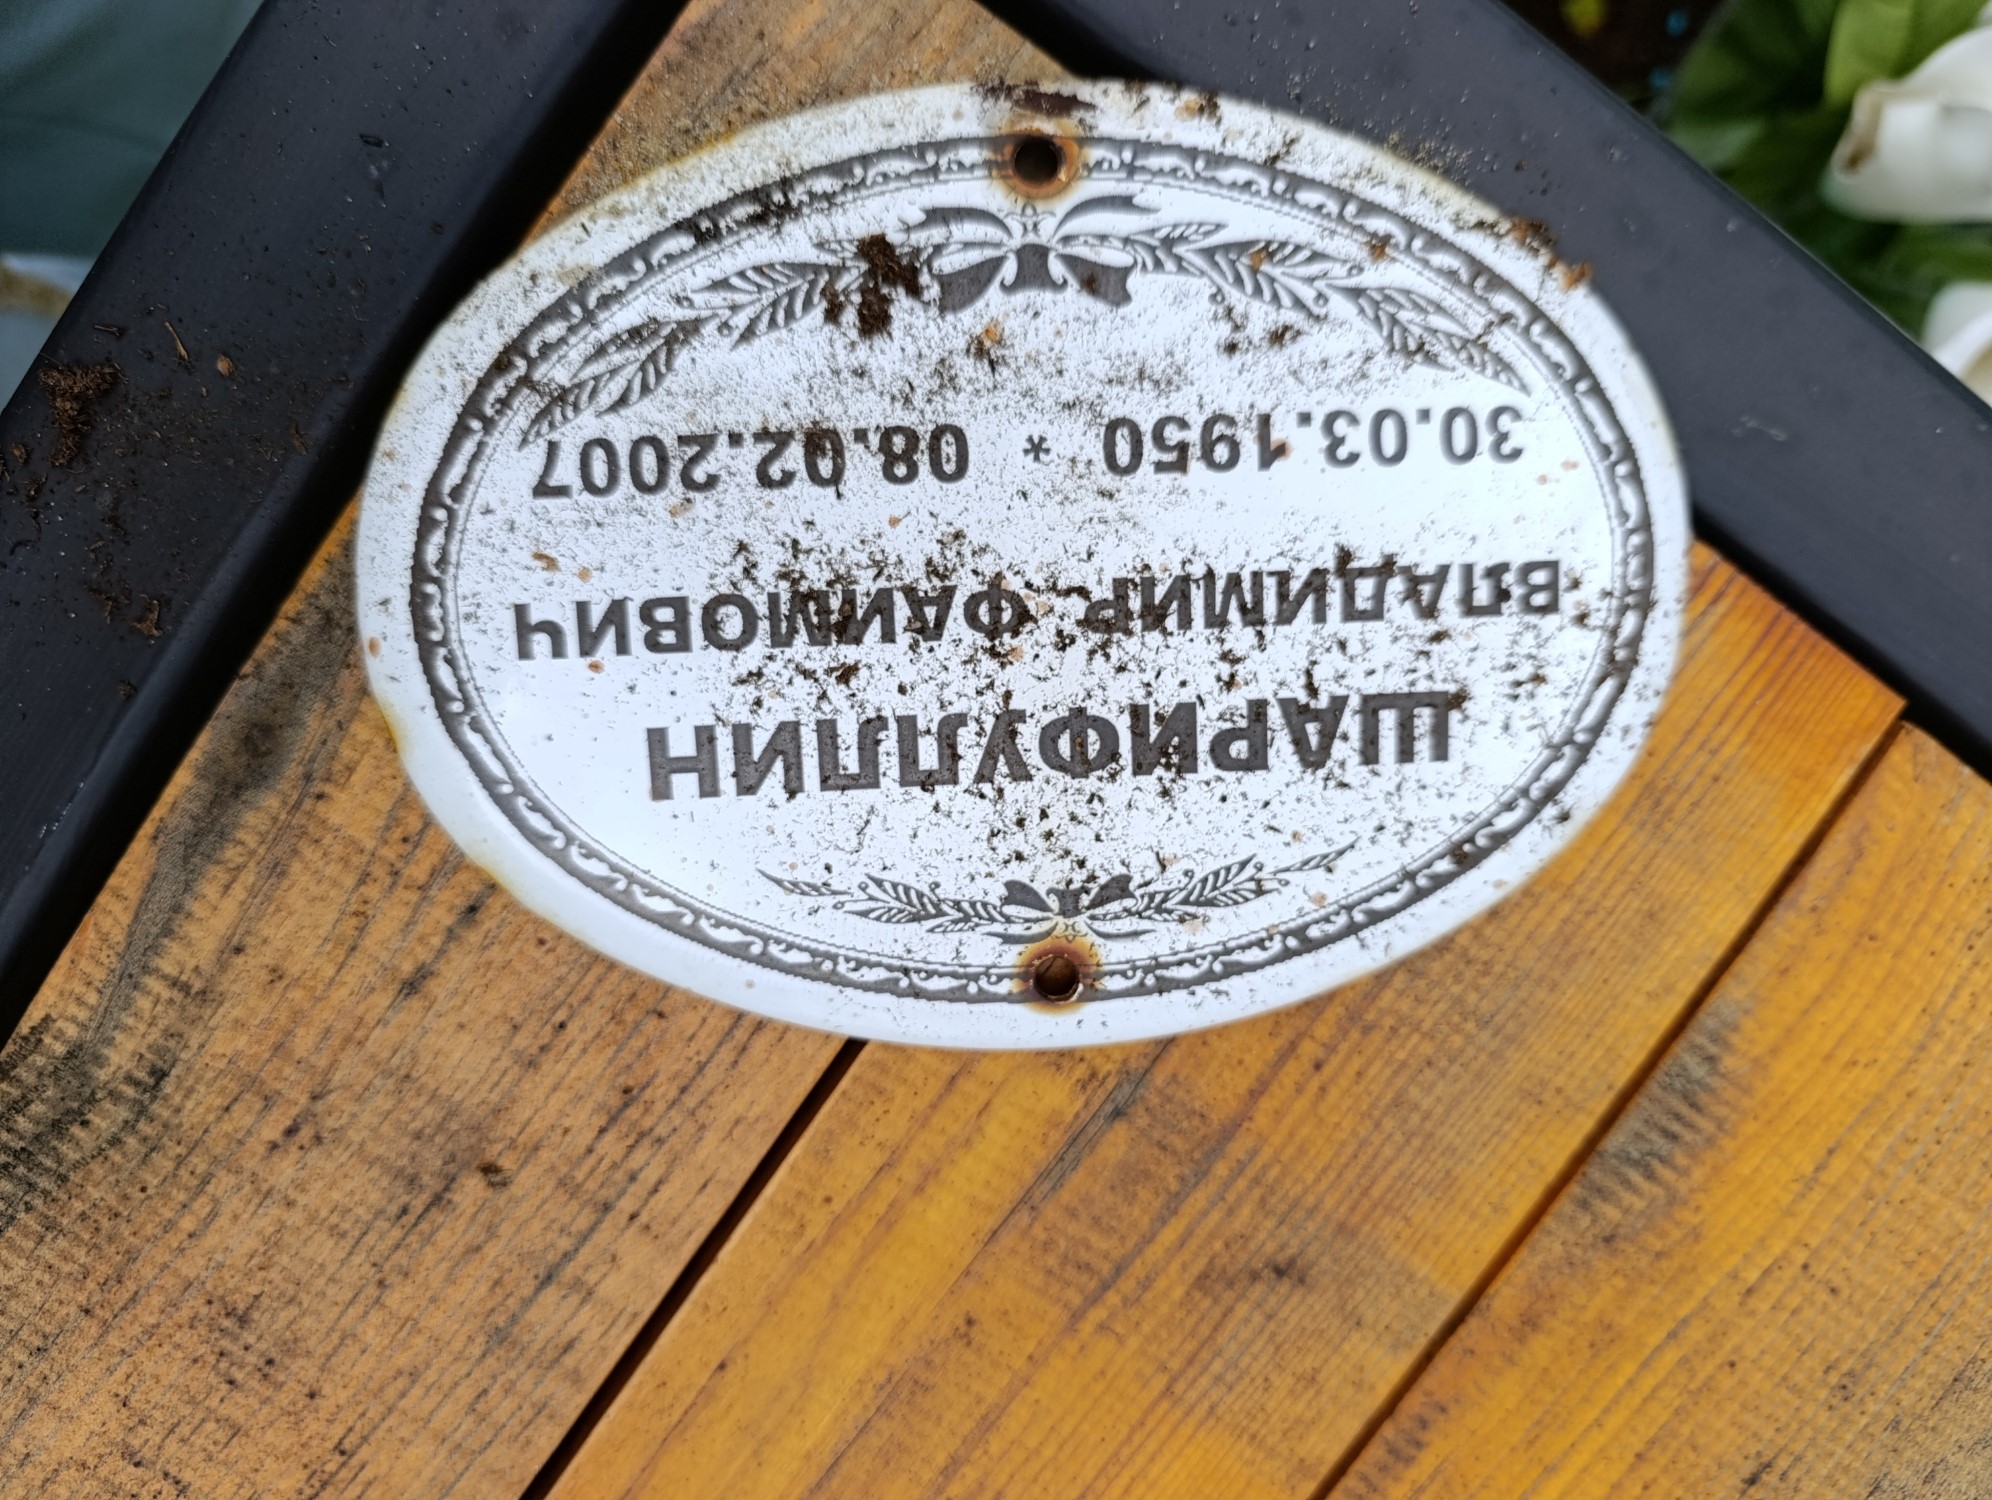 ШАРИФУЛЛИН
ВЛАДИМИР ФАИМОВИЧ
30.03.1950 * 08.02.2007